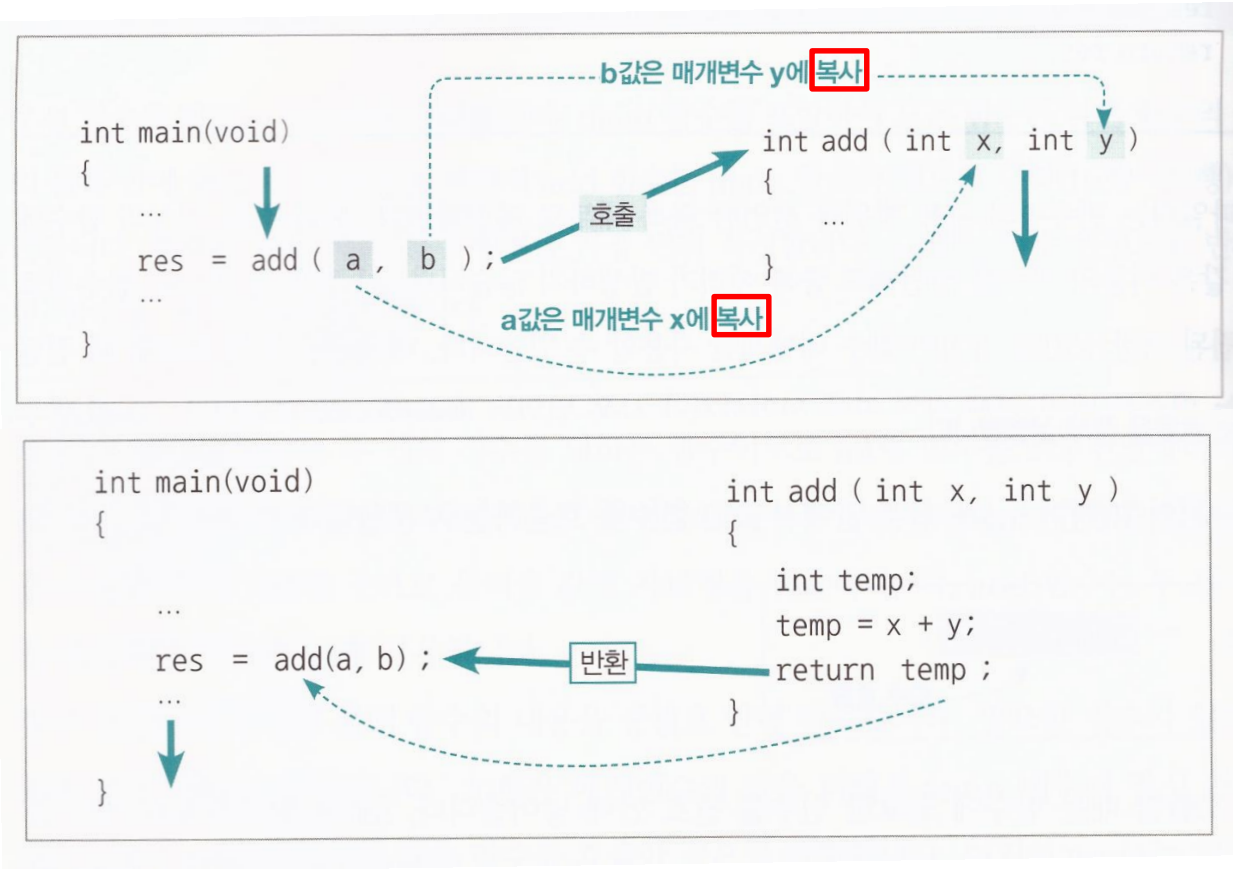 b값은 매개변수 y에 복사
int main(void)
int add ( int x, int y )
{
{
...
호출
...
res = add ( a , b ) ;
}
...
a값은 매개변수 x에 복사
}
int main(void)
int add ( int x, int y )
{
{
int temp;
...
temp = x + y;
res = add(a, b) ;
반환
return temp ;
...
}
}